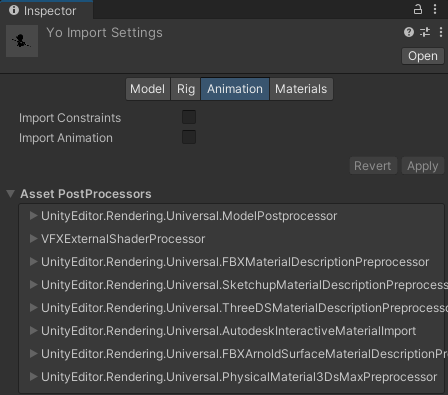 Inspector
Yo Import Settings
Open
Model Rig Animation Materials
Import Constraints
Import Animation
Revert Apply
Asset PostProcessors
UnityEditor.Rendering.Universal.ModelPostprocessor
VFXExternalShaderProcessor
UnityEditor.Rendering.Universal.FBXMaterialDescriptionPreprocessor
UnityEditor.Rendering.Universal.SketchupMaterialDescriptionPreprocess
UnityEditor.Rendering.Universal.ThreeDSMaterialDescriptionPreprocesso
UnityEditor.Rendering.Universal.AutodeskInteractiveMaterialImport
UnityEditor.Rendering.Universal.FBXArnoldSurfaceMaterialDescriptionPr
UnityEditor.Rendering.Universal.PhysicalMaterial3DsMaxPreprocessor